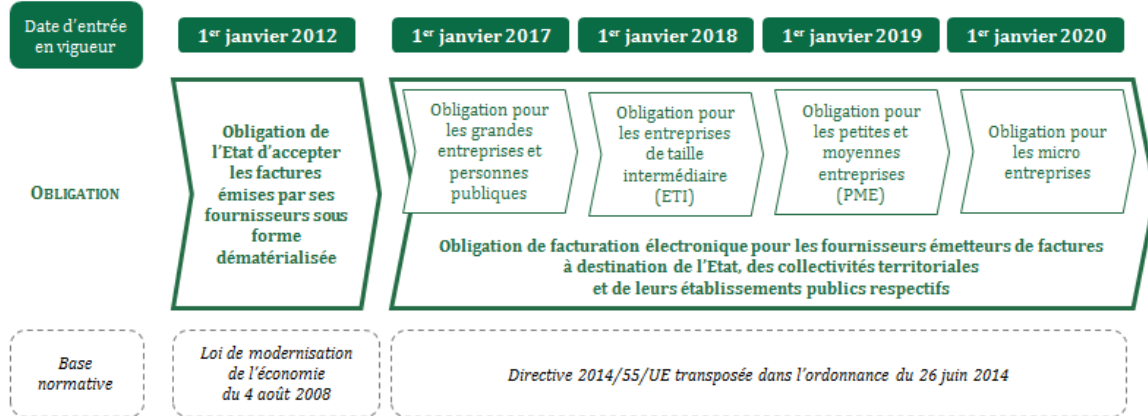 Date d'entrée
en vigueur
1er janvier 2012
1er janvier 2017
1er janvier 2018
1er janvier 2019
1er janvier 2020
OBLIGATION
Obligation de
l'Etat d'accepter
les factures
émises par ses
fournisseurs sous
forme
dématérialisée
Obligation pour
les grandes
entreprises et
personnes
publiques
Obligation pour
les entreprises
de taille
intermédiaire
(ETI)
Obligation pour
les petites et
moyennes
entreprises
(PME)
Obligation pour
les micro
entreprises
Obligation de facturation électronique pour les fournisseurs émetteurs de factures
à destination de l'Etat, des collectivités territoriales
et de leurs établissements publics respectifs
Base
normative
Loi de modernisation
de l'économie
du 4 août 2008
Directive 2014/55/UE transposée dans l'ordonnance du 26 juin 2014